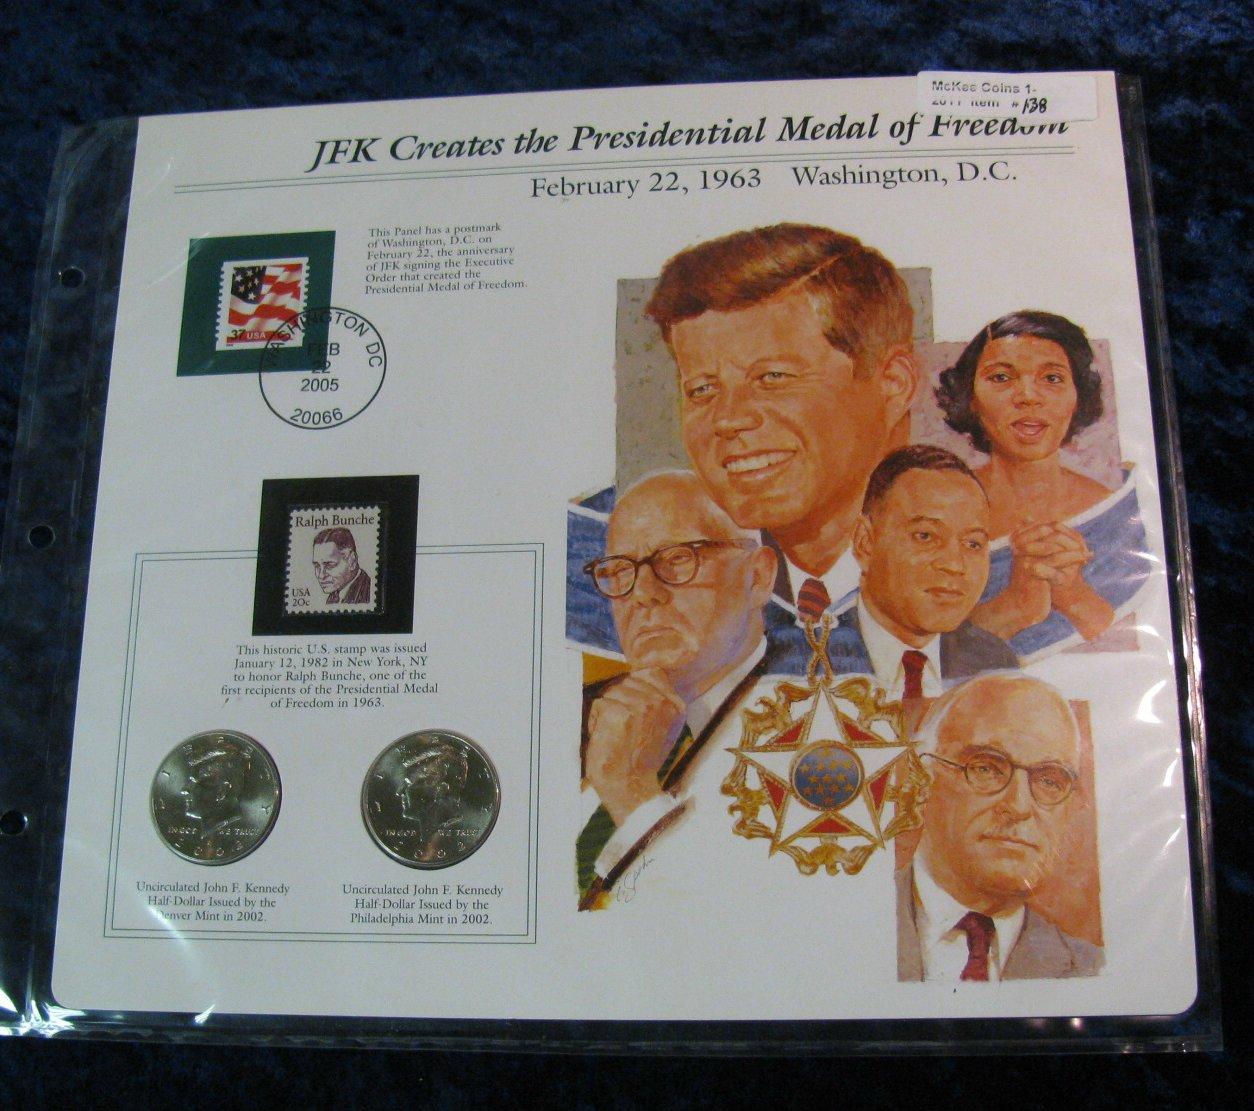 McKee Coins 1-
2011 Item # 138
JFK Creates the Presidential Medal of Freedom
February 22, 1963 Washington, D.C.
This Panel has a postmark
of Washington, D.C. on
February 22, the anniversary
of JFK signing the Executive
Order that created the
Presidential Medal of Freedom.
37 USA
WASHINGTON DC
FEB
22
2005
20066
Ralph Bunche
USA
20c
This historic U.S. stamp was issued
January 12, 1982 in New York, NY
to honor Ralph Bunche, one of the
first recipients of the Presidential Medal
of Freedom in 1963.
LIBERTY
IN GOD WE TRUST
2002
LIBERTY
IN GOD WE TRUST
2002
Uncirculated John F. Kennedy
Half-Dollar Issued by the
Denver Mint in 2002.
Uncirculated John F. Kennedy
Half-Dollar Issued by the
Philadelphia Mint in 2002.